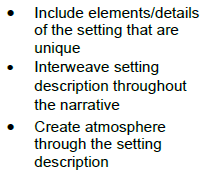 • Include elements/details
of the setting that are
unique
• Interweave setting
description throughout
the narrative
• Create atmosphere
through the setting
description